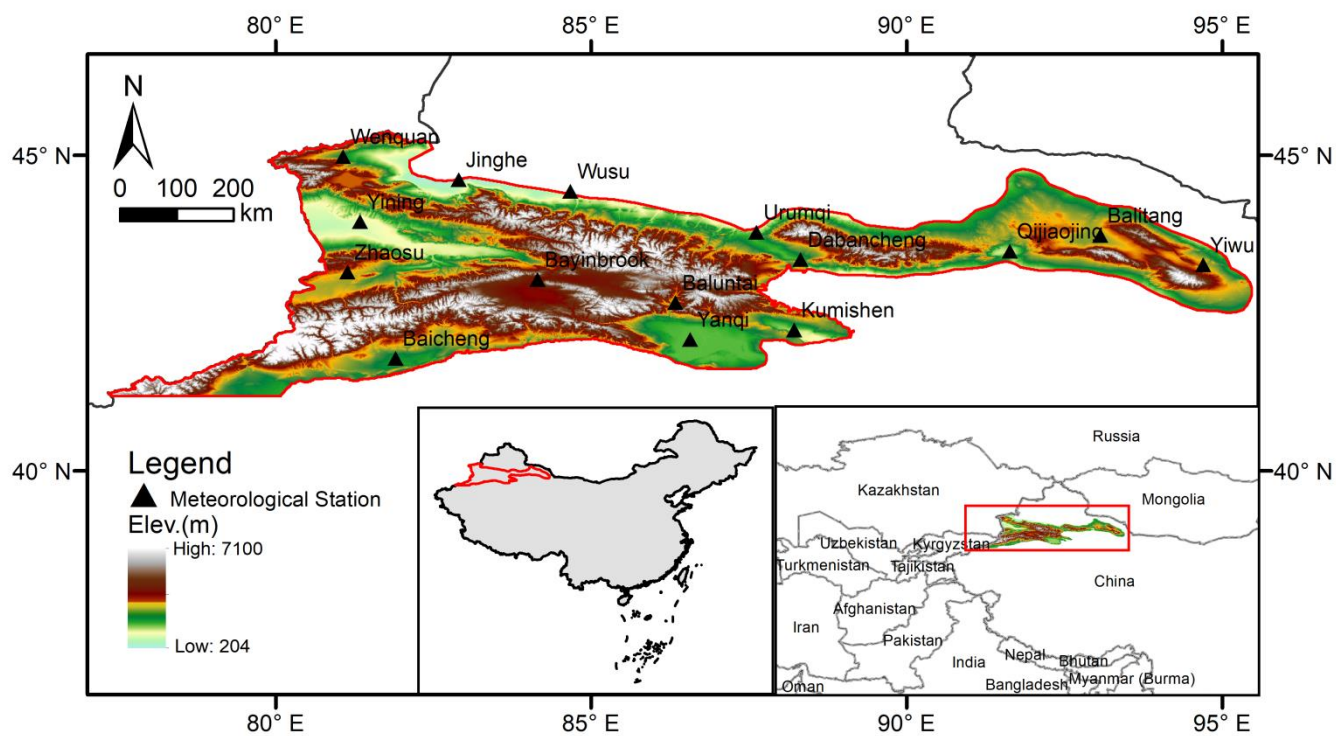 80° E
85° E
90° E
95° E
N
45° N
45° N
0 100 200
km
Wenquan
Jinghe
Wusu
Yining
Urumqi
Balitang
Zhaosu
Dabancheng
Qijiaojing
Yiwu
Bayinbrook
Baluntai
Kumishen
Yanqi
Baicheng
40° N
40° N
Legend
Meteorological Station
Elev.(m)
High: 7100
Low: 204
Russia
Kazakhstan
Mongolia
Uzbekistan
Kyrgyzstan
Turkmenistan
Tajikistan
China
Afghanistan
Iran
Pakistan
Nepal
Bhutan
India
Myanmar (Burma)
Oman
Bangladesh
80° E
85° E
90° E
95° E